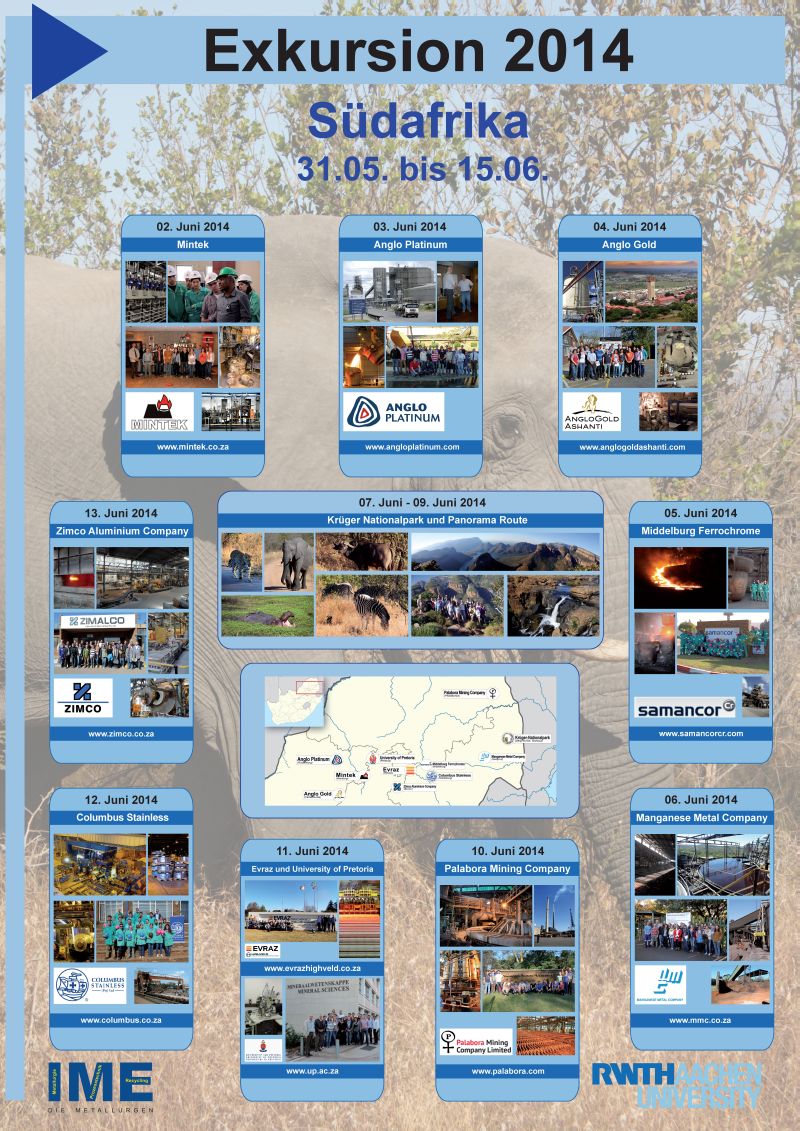 Exkursion 2014
Südafrika
31.05. bis 15.06.
02. Juni 2014
Mintek
MINTEK
www.mintek.co.za
03. Juni 2014
Anglo Platinum
ANGLO
PLATINUM
www.angloplatinum.com
04. Juni 2014
Anglo Gold
ANGLOGOLD
ASHANTI
www.anglogoldashanti.com
13. Juni 2014
Zimco Aluminium Company
ZIMALCO
ZIMCO
www.zimco.co.za
07. Juni - 09. Juni 2014
Krüger Nationalpark und Panorama Route
05. Juni 2014
Middelburg Ferrochrome
samancor
samancor Cr
www.samancorcr.com
Palabora Mining Company
Krüger-Nationalpark
Anglo Platinum
University of Pretoria
Middelburg Ferrochrome
Manganese Metal Company
Mintek
Evraz
Columbus Stainless
Zimco Aluminium Company
Anglo Gold
12. Juni 2014
Columbus Stainless
COLUMBUS
STAINLESS
(Pty) Ltd
www.columbus.co.za
11. Juni 2014
Evraz und University of Pretoria
EVRAZ
EVRAZ
HIGHVELD
www.evrazhighveld.co.za
MINERAALWETENSKAPPE
MINERAL SCIENCES
www.up.ac.za
10. Juni 2014
Palabora Mining Company
Palabora Mining
Company Limited
www.palabora.com
06. Juni 2014
Manganese Metal Company
MANGANESE METAL COMPANY
www.mmc.co.za
Metallurgie
Prozesstechnik
Recycling
IME
DIE METALLURGEN
RWTH AACHEN
UNIVERSITY